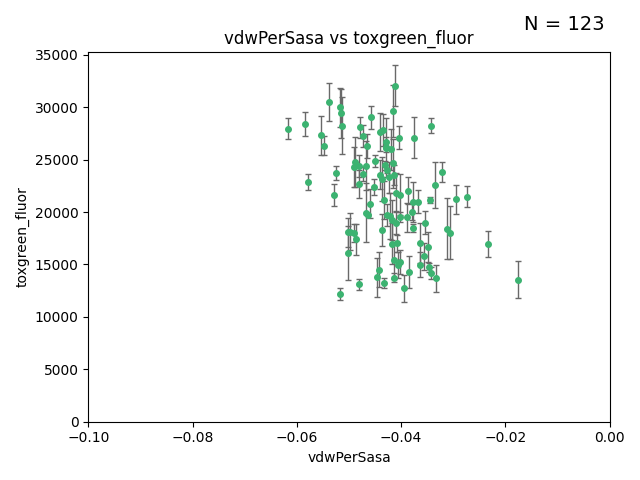 N = 123
vdwPerSasa vs toxgreen_fluor
35000
30000
25000
20000
15000
10000
5000
0
toxgreen_fluor
−0.10 −0.08 −0.06 −0.04 −0.02 0.00
vdwPerSasa